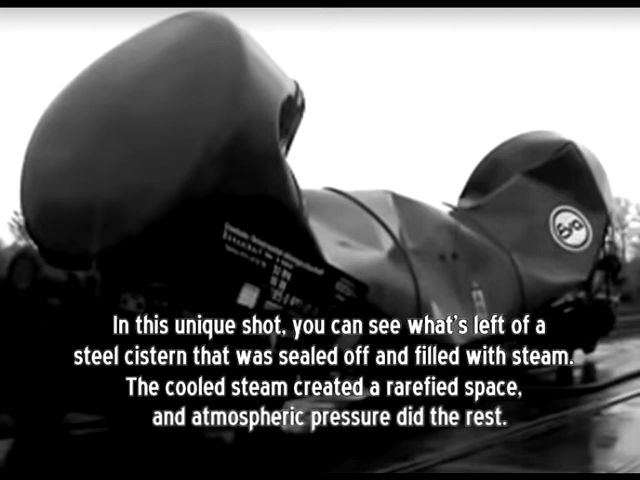 eva
In this unique shot, you can see what's left of a
steel cistern that was sealed off and filled with steam.
The cooled steam created a rarefied space,
and atmospheric pressure did the rest.